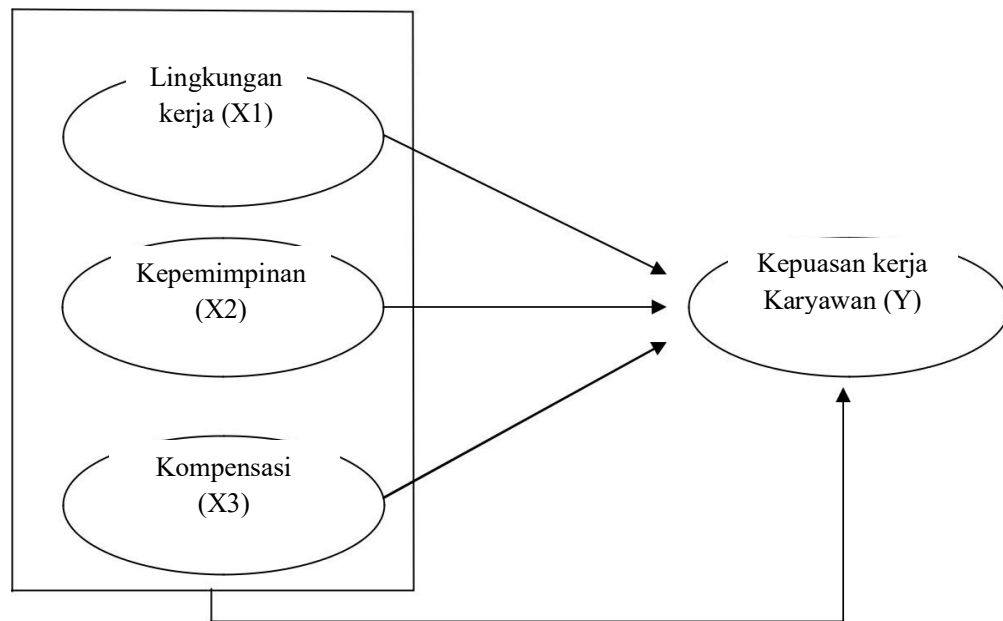 Lingkungan
kerja (X1)
Kepemimpinan
(X2)
Kompensasi
(X3)
Kepuasan kerja
Karyawan (Y)